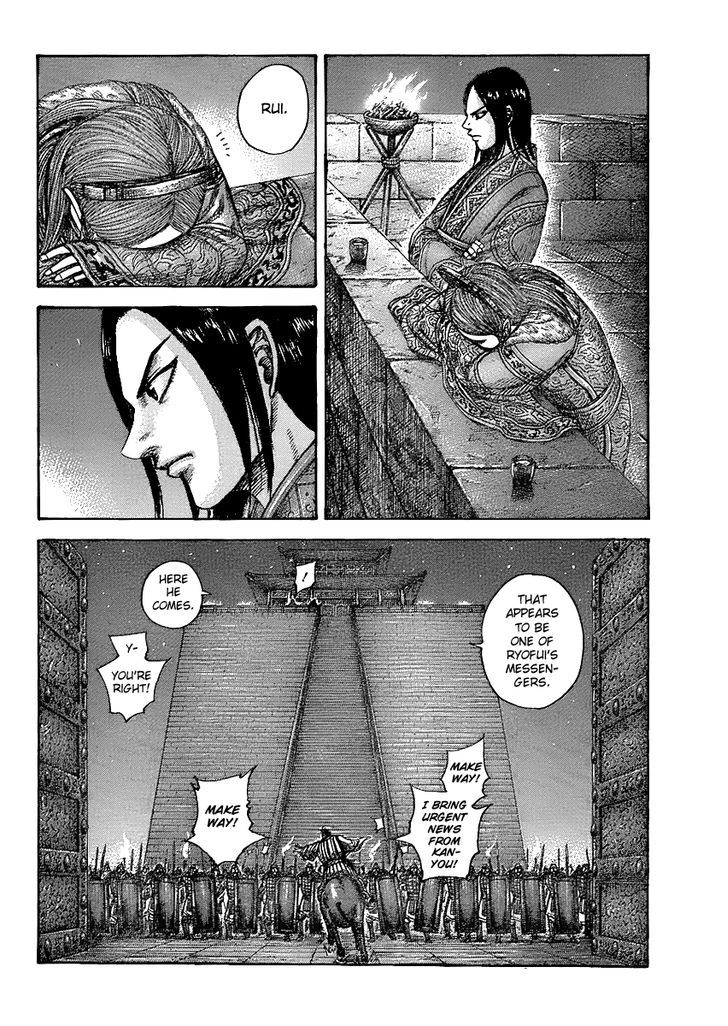 RUI.
THAT
APPEARS
TO BE
ONE OF
RYOFUI'S
MESSEN-
GERS.
!
HERE
HE
COMES.
Y-
YOU'RE
RIGHT!
MAKE
WAY!
I BRING
URGENT
NEWS
FROM
KAN-
YOU!
MAKE
WAY!